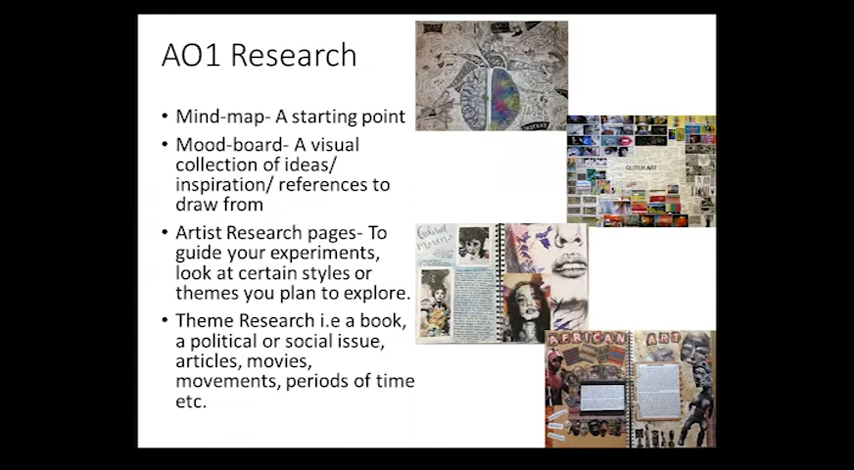 AO1 Research
• Mind-map- A starting point
• Mood-board- A visual
collection of ideas/
inspiration/ references to
draw from
• Artist Research pages- To
guide your experiments,
look at certain styles or
themes you plan to explore.
• Theme Research i.e a book,
a political or social issue,
articles, movies,
movements, periods of time
etc.
GLITCH ART
Gabriel
Moreno
AFRICAN ART